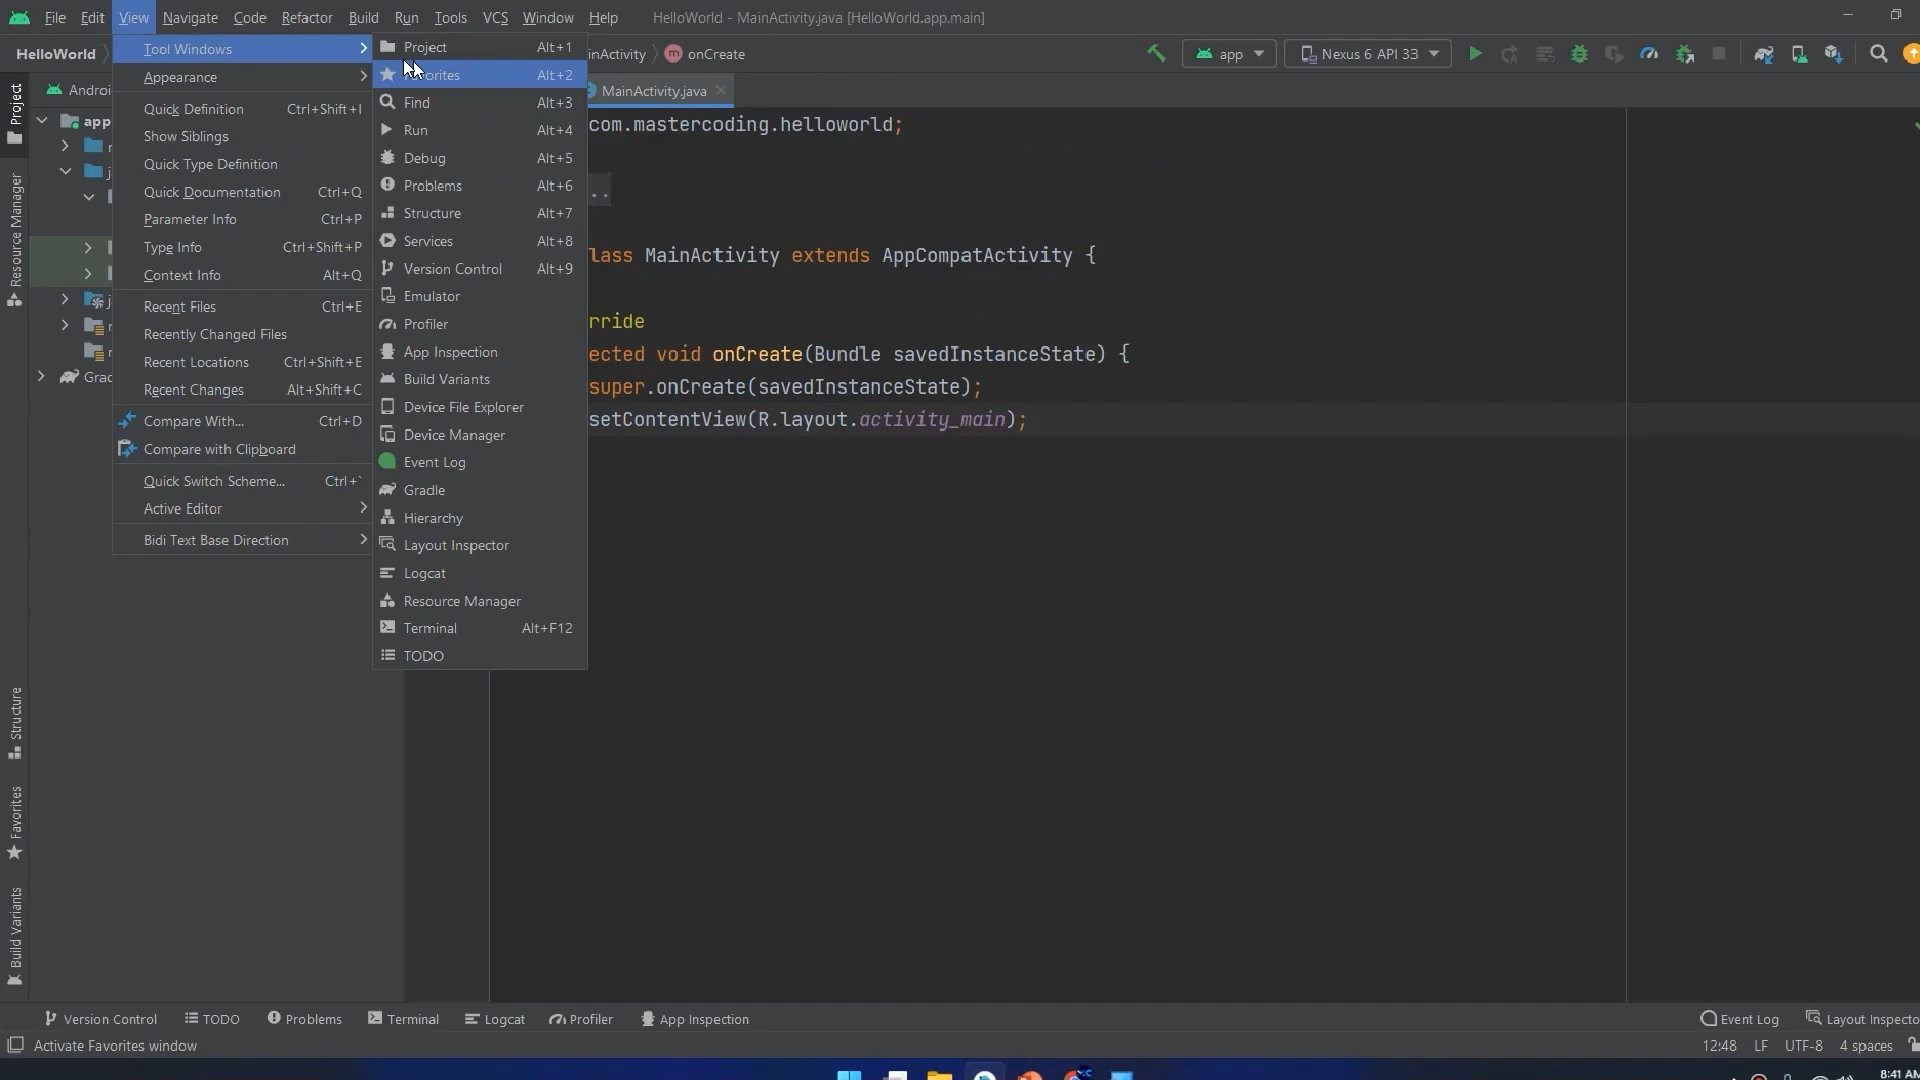 File Edit View Navigate Code Refactor Build Run Tools VCS Window Help HelloWorld - MainActivity.java [HelloWorld.app.main]
HelloWorld inActivity onCreate app Nexus 6 API 33
Androi MainActivity.java
Project
Resource Manager
Structure
Favorites
Build Variants
app
Grad
Tool Windows
Appearance
Quick Definition Ctrl+Shift+I
Show Siblings
Quick Type Definition
Quick Documentation Ctrl+Q
Parameter Info Ctrl+P
Type Info Ctrl+Shift+P
Context Info Alt+Q
Recent Files Ctrl+E
Recently Changed Files
Recent Locations Ctrl+Shift+E
Recent Changes Alt+Shift+C
Compare With... Ctrl+D
Compare with Clipboard
Quick Switch Scheme... Ctrl+`
Active Editor
Bidi Text Base Direction
Project Alt+1
orites Alt+2
Find Alt+3
Run Alt+4
Debug Alt+5
Problems Alt+6
Structure Alt+7
Services Alt+8
Version Control Alt+9
Emulator
Profiler
App Inspection
Build Variants
Device File Explorer
Device Manager
Event Log
Gradle
Hierarchy
Layout Inspector
Logcat
Resource Manager
Terminal Alt+F12
TODO
com.mastercoding.helloworld;
..
lass MainActivity extends AppCompatActivity {
rride
ected void onCreate(Bundle savedInstanceState) {
super.onCreate(savedInstanceState);
setContentView(R.layout.activity_main);
Version Control TODO Problems Terminal Logcat Profiler App Inspection Event Log Layout Inspecto
Activate Favorites window 12:48 LF UTF-8 4 spaces
8:41 AM